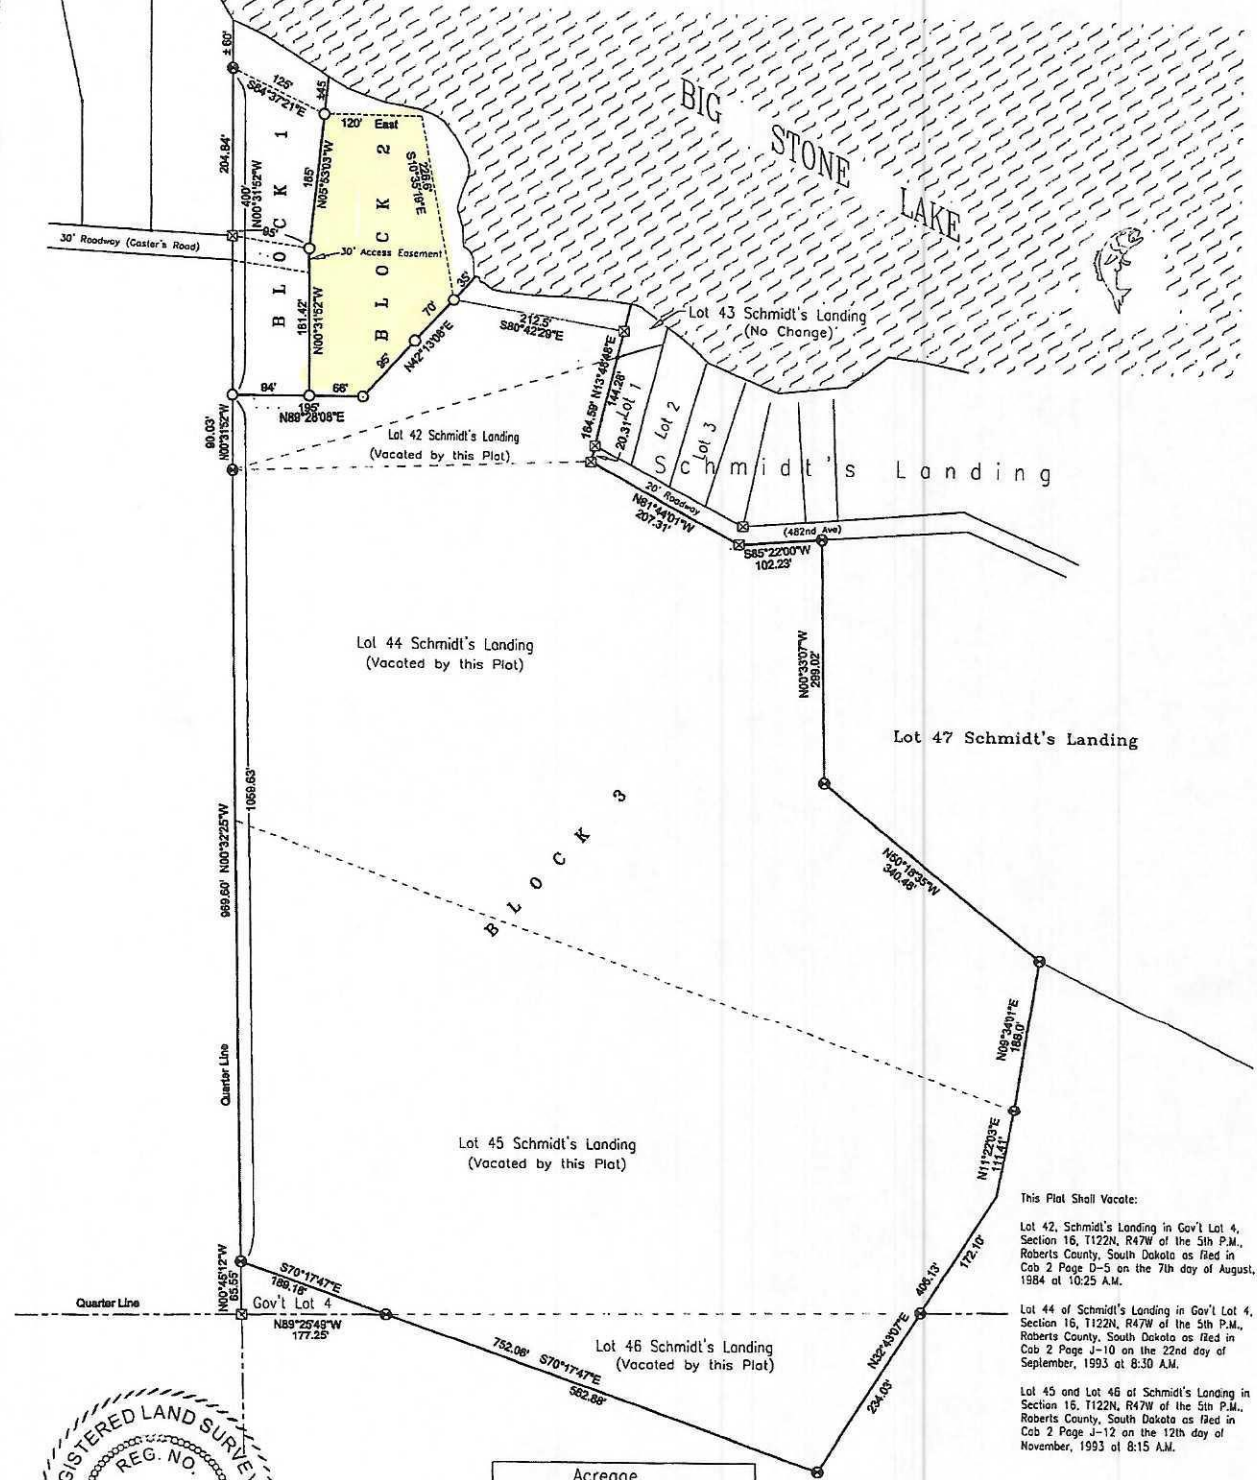 ± 60'
125'
S64°37'21"E
±45
120' East
BIG
STONE
LAKE
204.84'
400'
N00°31'52"W
BLOCK 1
165'
N05°53'03"W
BLOCK 2
226.6'
S10°35'19"E
30' Roadway (Caster's Road)
95'
30' Access Easement
35'
161.42'
N00°31'52"W
70'
95'
N42°13'08"E
212.5'
S80°42'29"E
Lot 43 Schmidt's Landing
(No Change)
84'
66'
195'
N89°28'08"E
164.59' N13°46'48"E
144.28'
20.31'
Lot 1
Lot 2
Lot 3
90.03'
N00°31'52"W
Lot 42 Schmidt's Landing
(Vacated by this Plat)
Schmidt's Landing
20' Roadway
N61°44'01"W
207.31'
(482nd Ave)
S85°22'00"W
102.23'
Lot 44 Schmidt's Landing
(Vacated by this Plat)
N00°33'07"W
299.02'
Lot 47 Schmidt's Landing
969.60' N00°32'25"W
1059.63'
BLOCK 3
N50°18'35"W
340.48'
N09°34'01"E
188.0'
Quarter Line
Lot 45 Schmidt's Landing
(Vacated by this Plat)
N11°22'03"E
111.41'
This Plat Shall Vacate:
Lot 42, Schmidt's Landing in Gov't Lot 4,
Section 16, T122N, R47W of the 5th P.M.,
Roberts County, South Dakota as filed in
Cab 2 Page D-5 on the 7th day of August,
1984 at 10:25 A.M.
N00°45'12"W
65.55'
S70°17'47"E
189.18'
406.13'
172.10'
Quarter Line
Gov't Lot 4
N89°25'49"W
177.25'
Lot 44 of Schmidt's Landing in Gov't Lot 4,
Section 16, T122N, R47W of the 5th P.M.,
Roberts County, South Dakota as filed in
Cab 2 Page J-10 on the 22nd day of
September, 1993 at 8:30 A.M.
752.06' S70°17'47"E
562.88'
Lot 46 Schmidt's Landing
(Vacated by this Plat)
N32°43'07"E
234.03'
Lot 45 and Lot 46 of Schmidt's Landing in
Section 16, T122N, R47W of the 5th P.M.,
Roberts County, South Dakota as filed in
Cab 2 Page J-12 on the 12th day of
November, 1993 at 8:15 A.M.
GISTERED LAND SURVE
REG. NO.
Acreage